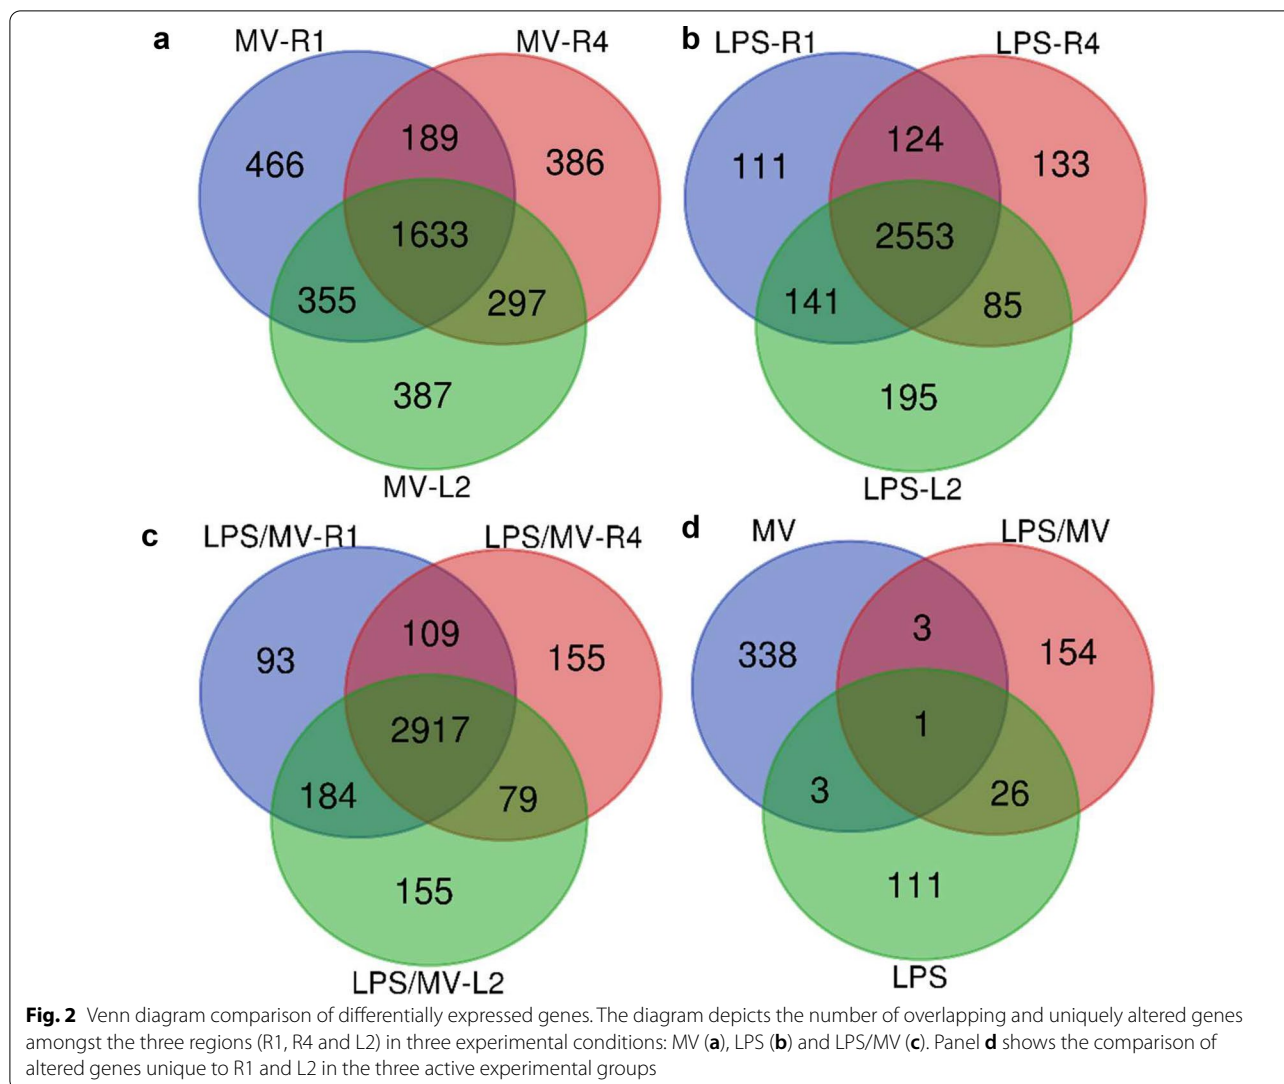 a
MV-R1
MV-R4
466
189
386
1633
355
297
387
MV-L2
b
LPS-R1
LPS-R4
111
124
133
2553
141
85
195
LPS-L2
c
LPS/MV-R1
LPS/MV-R4
93
109
155
2917
184
79
155
LPS/MV-L2
d
MV
LPS/MV
338
3
154
1
3
26
111
LPS
Fig. 2 Venn diagram comparison of differentially expressed genes. The diagram depicts the number of overlapping and uniquely altered genes
amongst the three regions (R1, R4 and L2) in three experimental conditions: MV (a), LPS (b) and LPS/MV (c). Panel d shows the comparison of
altered genes unique to R1 and L2 in the three active experimental groups